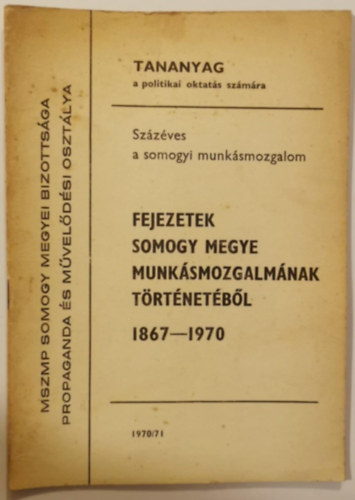 MSZMP SOMOGY MEGYEI BIZOTTSÁGA
PROPAGANDA ÉS MŰVELŐDÉSI OSZTÁLYA
TANANYAG
a politikai oktatás számára
Százéves
a somogyi munkásmozgalom
FEJEZETEK
SOMOGY MEGYE
MUNKÁSMOZGALMÁNAK
TÖRTÉNETÉBŐL
1867—1970
1970/71